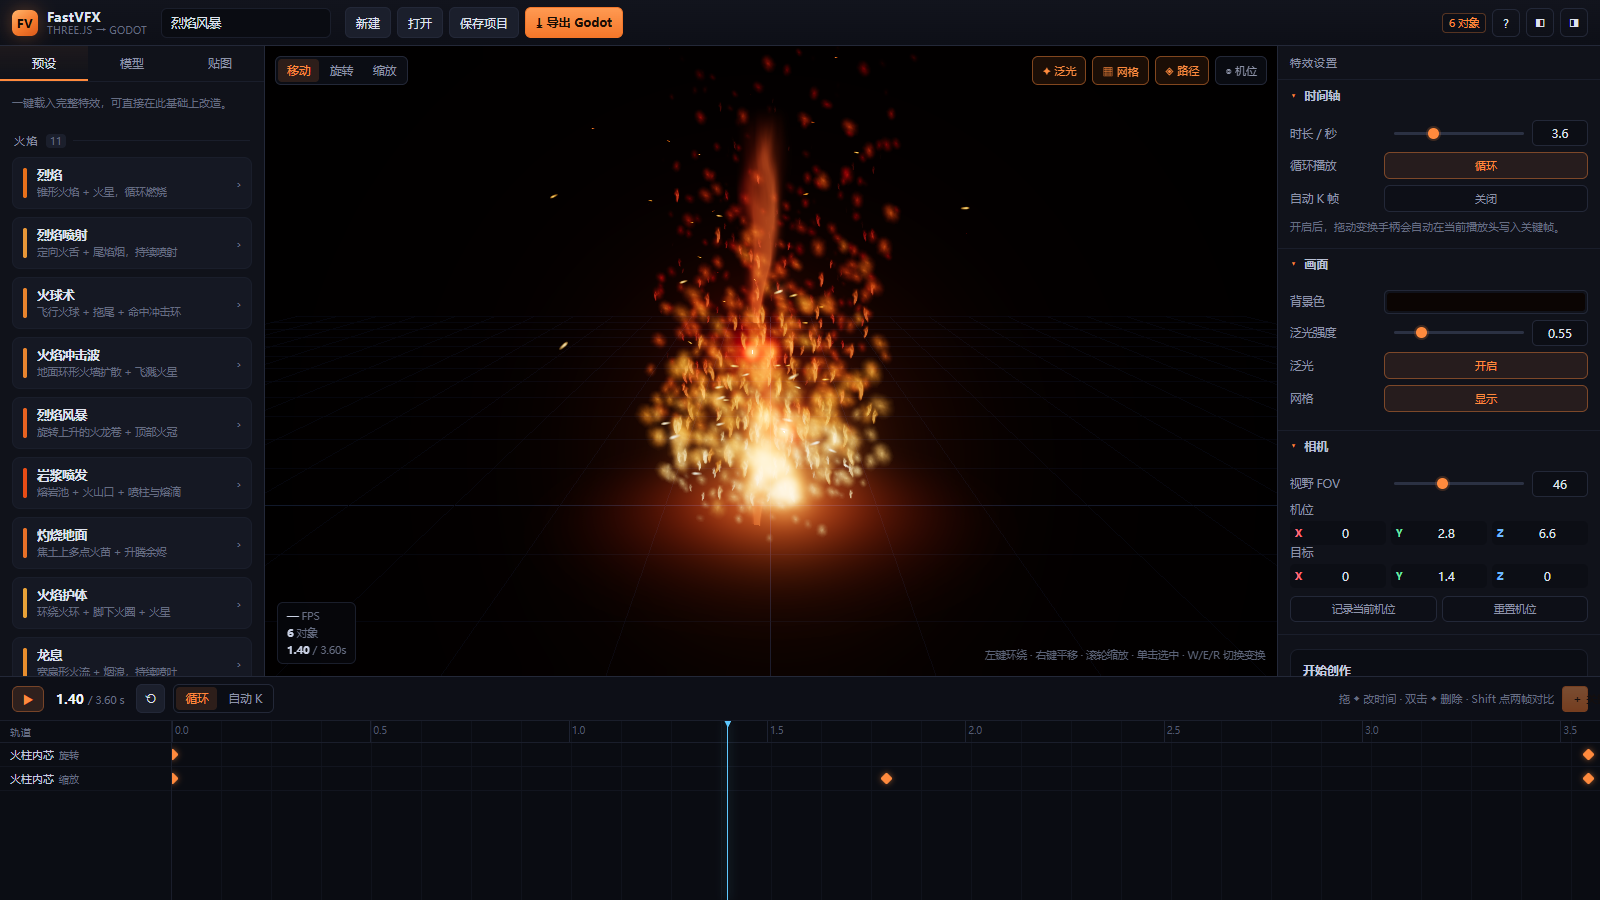 FV
FastVFX
THREE.JS → GODOT
烈焰风暴
新建
打开
保存项目
⤓ 导出 Godot
6 对象
?
预设
模型
贴图
一键载入完整特效，可直接在此基础上改造。
火焰 11
烈焰
锥形火焰 + 火星，循环燃烧
烈焰喷射
定向火舌 + 尾焰烟，持续喷射
火球术
飞行火球 + 拖尾 + 命中冲击环
火焰冲击波
地面环形火墙扩散 + 飞溅火星
烈焰风暴
旋转上升的火龙卷 + 顶部火冠
岩浆喷发
熔岩池 + 火山口 + 喷柱与熔滴
灼烧地面
焦土上多点火苗 + 升腾余烬
火焰护体
环绕火环 + 脚下火圈 + 火星
龙息
宽扇形火流 + 烟浪，持续喷吐
移动
旋转
缩放
✦ 泛光
▦ 网格
◈ 路径
⌖ 机位
— FPS
6 对象
1.40 / 3.60s
左键环绕 · 右键平移 · 滚轮缩放 · 单击选中 · W/E/R 切换变换
特效设置
时间轴
时长 / 秒
3.6
循环播放
循环
自动 K 帧
关闭
开启后，拖动变换手柄会自动在当前播放头写入关键帧。
画面
背景色
泛光强度
0.55
泛光
开启
网格
显示
相机
视野 FOV
46
机位
X 0 Y 2.8 Z 6.6
目标
X 0 Y 1.4 Z 0
记录当前机位
重置机位
开始创作
1.40 / 3.60 s
循环
自动 K
拖 ✦ 改时间 · 双击 ✦ 删除 · Shift 点两帧对比
+
轨道
0.0 0.5 1.0 1.5 2.0 2.5 3.0 3.5
火柱内芯 旋转
火柱内芯 缩放